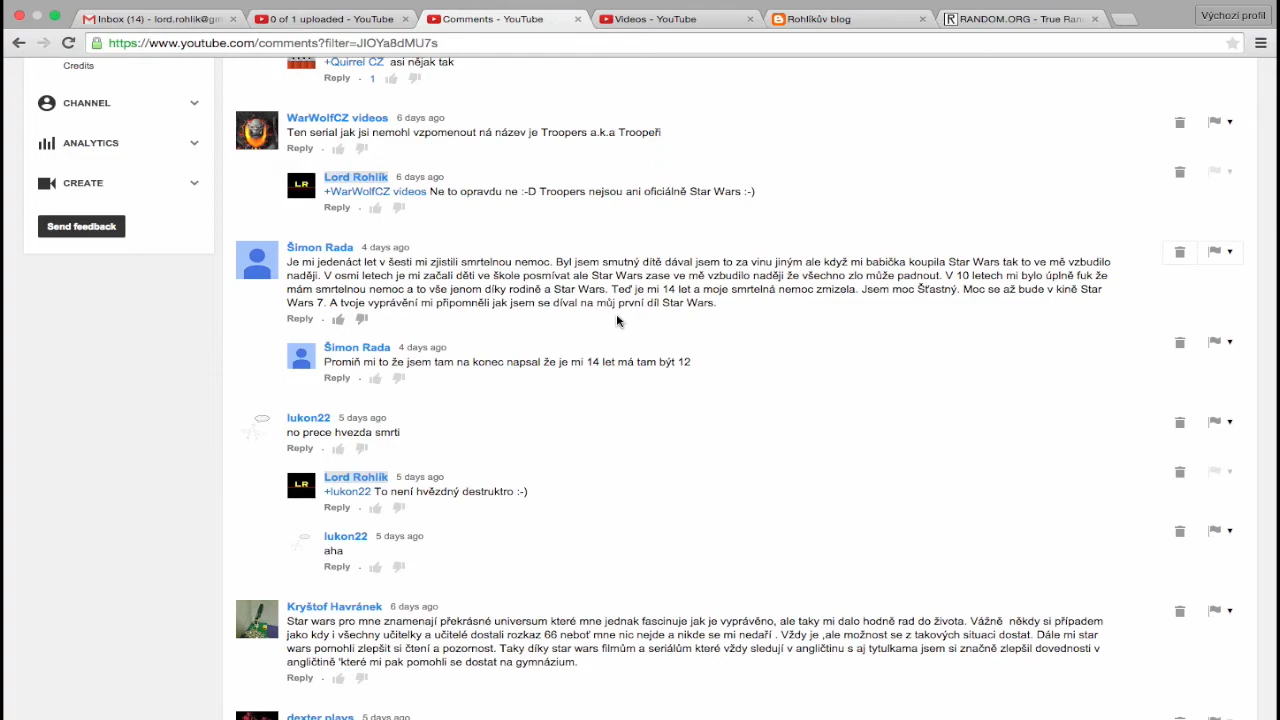 Inbox (14) - lord.rohlik@gm
0 of 1 uploaded - YouTube
Comments - YouTube
Videos - YouTube
Rohlíkův blog
RANDOM.ORG - True Ran
Výchozí profil
https://www.youtube.com/comments?filter=JIOYa8dMU7s
Credits
CHANNEL
ANALYTICS
CREATE
Send feedback
+Quirrel CZ asi nějak tak
Reply · 1
WarWolfCZ videos 6 days ago
Ten serial jak jsi nemohl vzpomenout ná název je Troopers a.k.a Troopeři
Reply ·
LR
Lord Rohlík 6 days ago
+WarWolfCZ videos Ne to opravdu ne :-D Troopers nejsou ani oficiálně Star Wars :-)
Reply ·
Šimon Rada 4 days ago
Je mi jedenáct let v šesti mi zjistili smrtelnou nemoc. Byl jsem smutný dítě dával jsem to za vinu jiným ale když mi babička koupila Star Wars tak to ve mě vzbudilo
naději. V osmi letech je mi začali děti ve škole posmívat ale Star Wars zase ve mě vzbudilo naději že všechno zlo může padnout. V 10 letech mi bylo úplně fuk že
mám smrtelnou nemoc a to vše jenom díky rodině a Star Wars. Teď je mi 14 let a moje smrtelná nemoc zmizela. Jsem moc Šťastný. Moc se až bude v kině Star
Wars 7. A tvoje vyprávění mi připomněli jak jsem se díval na můj první díl Star Wars.
Reply ·
Šimon Rada 4 days ago
Promiň mi to že jsem tam na konec napsal že je mi 14 let má tam být 12
Reply ·
lukon22 5 days ago
no prece hvezda smrti
Reply ·
LR
Lord Rohlík 5 days ago
+lukon22 To není hvězdný destruktro :-)
Reply ·
lukon22 5 days ago
aha
Reply ·
Kryštof Havránek 6 days ago
Star wars pro mne znamenají překrásné universum které mne jednak fascinuje jak je vyprávěno, ale taky mi dalo hodně rad do života. Vážně někdy si připadem
jako kdy i všechny učitelky a učitelé dostali rozkaz 66 neboť mne nic nejde a nikde se mi nedaří . Vždy je ,ale možnost se z takových situaci dostat. Dále mi star
wars pomohli zlepšit si čtení a pozornost. Taky díky star wars filmům a seriálům které vždy sleduji v angličtinu s aj tytulkama jsem si značně zlepšil dovednosti v
angličtině 'které mi pak pomohli se dostat na gymnázium.
Reply ·
dexter plays 5 days ago